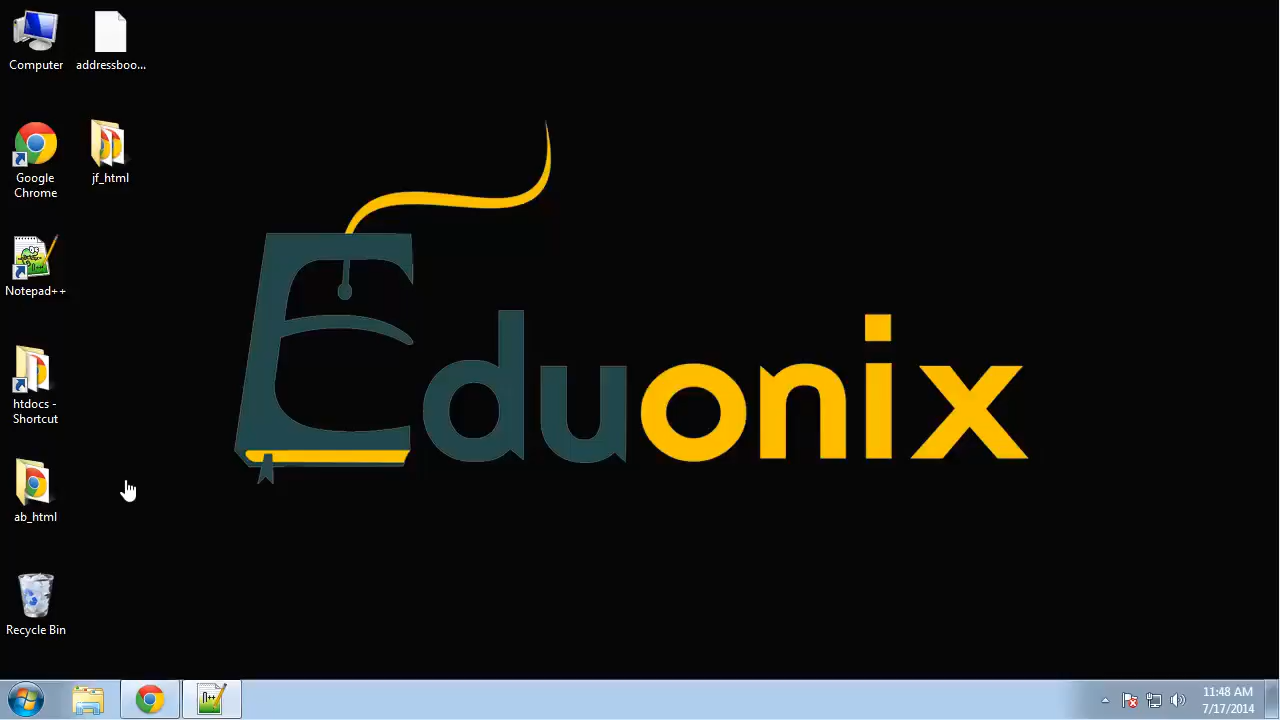 Computer
addressboo...
Google
Chrome
jf_html
Notepad++
htdocs -
Shortcut
ab_html
Recycle Bin
Eduonix
11:48 AM
7/17/2014